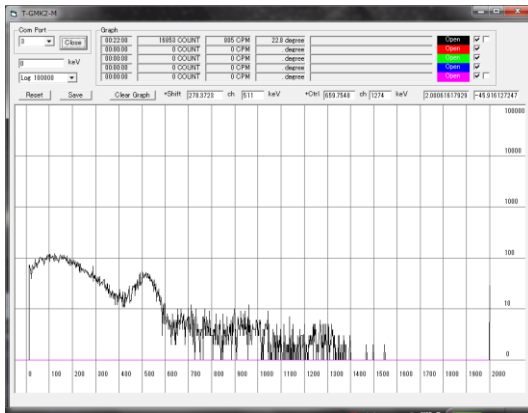 T-GMK2-M
Com Port
3 Close
0 keV
Log 100000
Graph
00:22:00 16053 COUNT 805 CPM 22.0 degree Open
00:00:00 0 COUNT 0 CPM . degree Open
00:00:00 0 COUNT 0 CPM . degree Open
00:00:00 0 COUNT 0 CPM . degree Open
00:00:00 0 COUNT 0 CPM . degree Open
Reset Save Clear Graph +Shift 278.3723 ch 511 keV +Ctrl 659.7548 ch 1274 keV 2.00061617929 -45.916127247
100000
10000
1000
100
10
0
0 100 200 300 400 500 600 700 800 900 1000 1100 1200 1300 1400 1500 1600 1700 1800 1900 2000